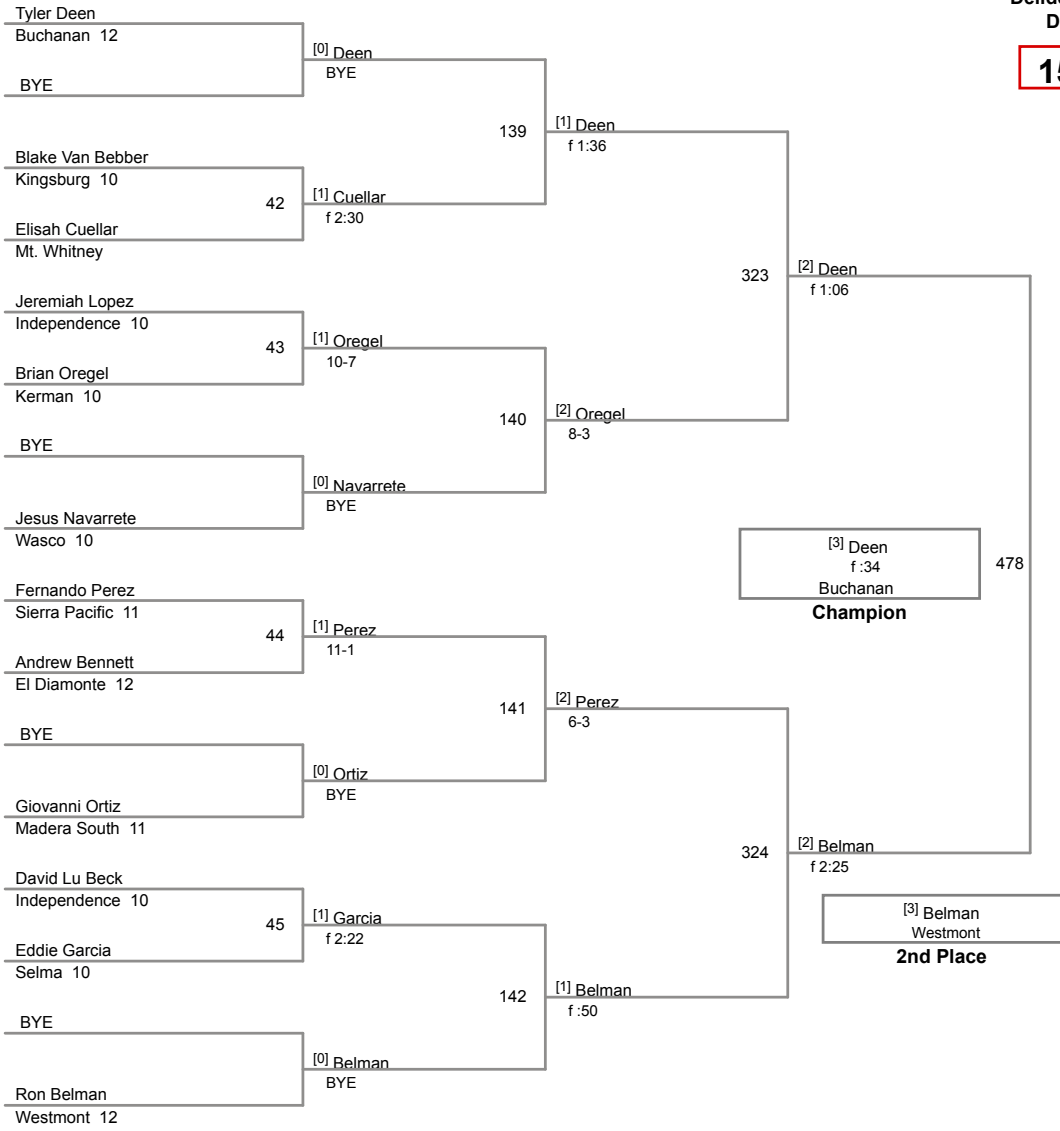 Tyler Deen
Buchanan 12
BYE
[0] Deen
BYE
Blake Van Bebber
Kingsburg 10
42
Elisah Cuellar
Mt. Whitney
[1] Cuellar
f 2:30
139
[1] Deen
f 1:36
Jeremiah Lopez
Independence 10
43
Brian Oregel
Kerman 10
[1] Oregel
10-7
BYE
Jesus Navarrete
Wasco 10
[0] Navarrete
BYE
140
[2] Oregel
8-3
323
[2] Deen
f 1:06
Fernando Perez
Sierra Pacific 11
44
Andrew Bennett
El Diamonte 12
[1] Perez
11-1
BYE
Giovanni Ortiz
Madera South 11
[0] Ortiz
BYE
141
[2] Perez
6-3
David Lu Beck
Independence 10
45
Eddie Garcia
Selma 10
[1] Garcia
f 2:22
BYE
Ron Belman
Westmont 12
[0] Belman
BYE
142
[1] Belman
f :50
324
[2] Belman
f 2:25
478
[3] Deen
f :34
Buchanan
Champion
[3] Belman
Westmont
2nd Place